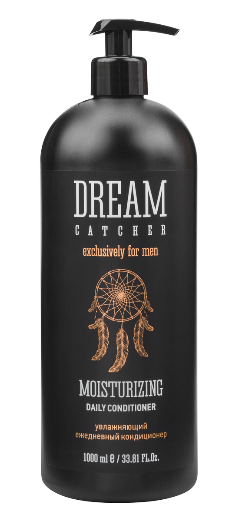 DREAM
CATCHER
exclusively for men
MOISTURIZING
DAILY CONDITIONER
увлажняющий
ежедневный кондиционер
1000 ml ℮ / 33.81 FL.Oz.